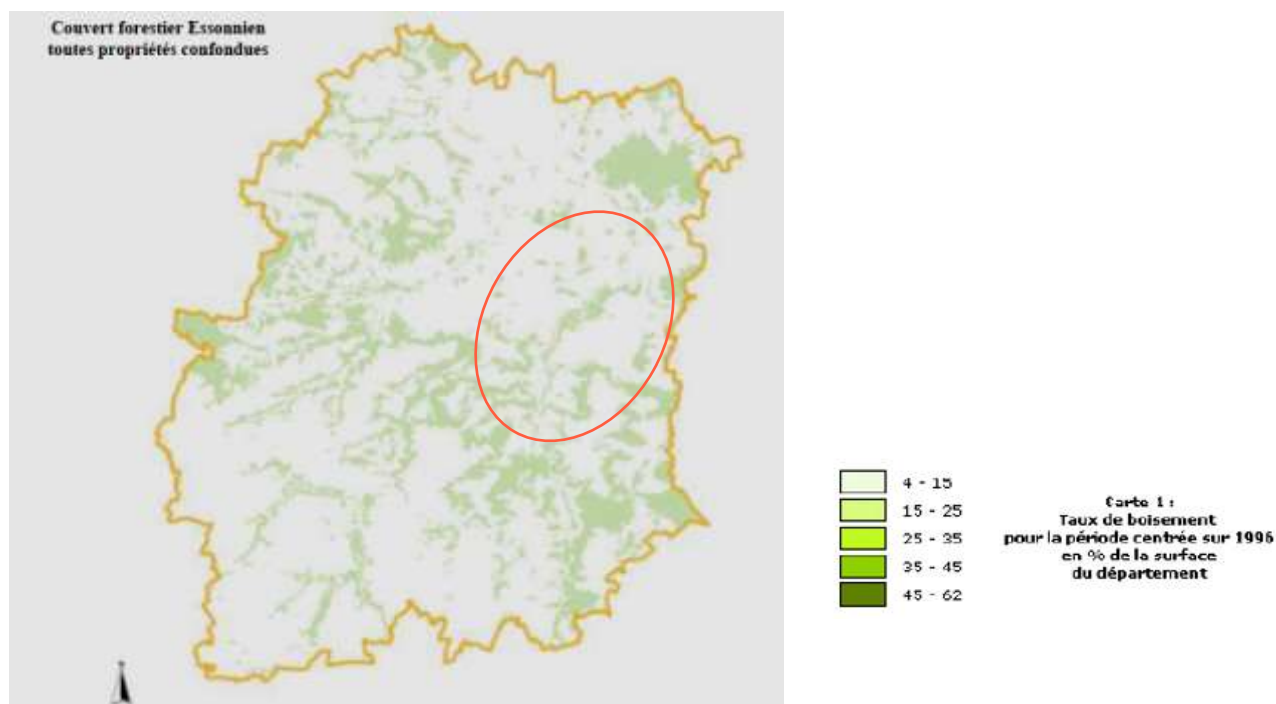 Couvert forestier Essonnien
toutes propriétés confondues
4 - 15
15 - 25
25 - 35
35 - 45
45 - 62
Carte 1 :
Taux de boisement
pour la période centrée sur 1996
en % de la surface
du département